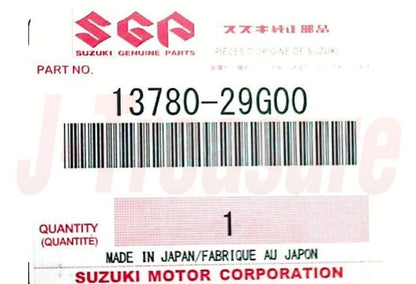 SGP
スズキ純正部品
SUZUKI GENUINE PARTS
PIÈCES D'ORIGINE DE SUZUKI
PART NO.
13780-29G00
J-Treasure
QUANTITY
(QUANTITÉ)
1
MADE IN JAPAN/FABRIQUE AU JAPON
SUZUKI MOTOR CORPORATION